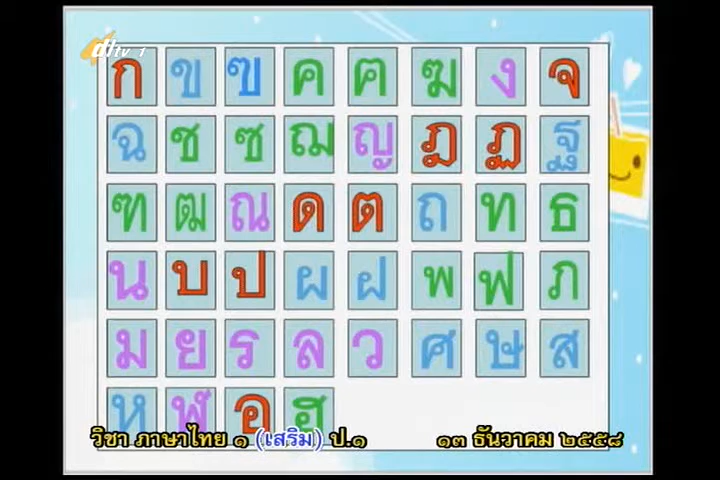 dltv 1
ก ข ฃ ค ฅ ฆ ง จ
ฉ ช ซ ฌ ญ ฎ ฏ ฐ
ฑ ฒ ณ ด ต ถ ท ธ
น บ ป ผ ฝ พ ฟ ภ
ม ย ร ล ว ศ ษ ส
ห ฬ อ ฮ
วิชา ภาษาไทย ๑ (เสริม) ป.๑ ๑๓ ธันวาคม ๒๕๕๘